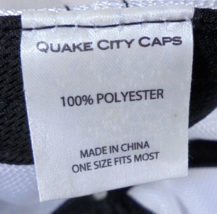 QUAKE CITY CAPS
100% POLYESTER
MADE IN CHINA
ONE SIZE FITS MOST